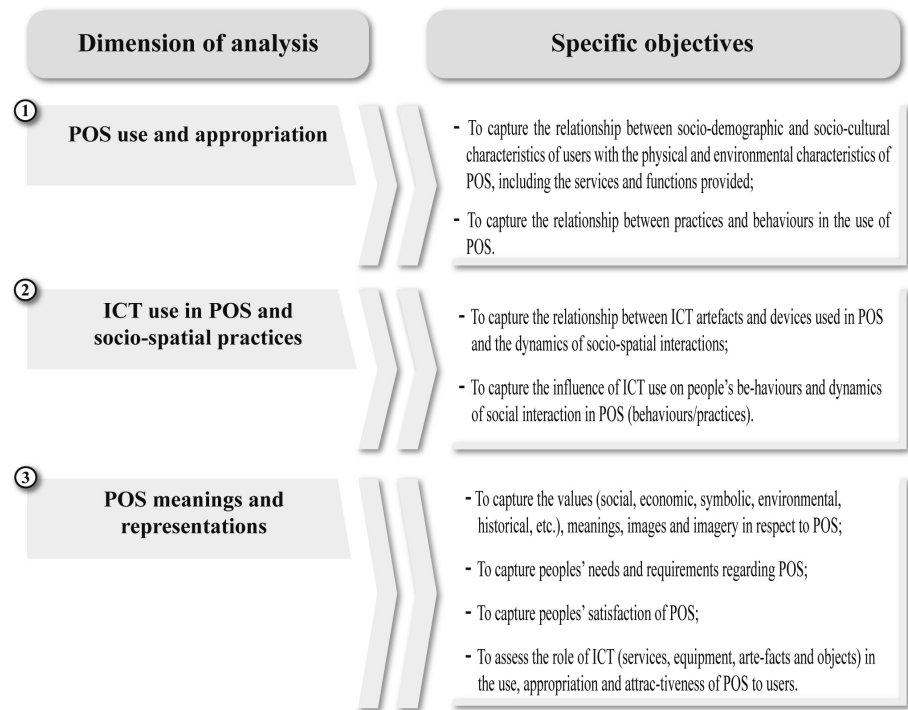 Dimension of analysis
Specific objectives
1
POS use and appropriation
- To capture the relationship between socio-demographic and socio-cultural
characteristics of users with the physical and environmental characteristics of
POS, including the services and functions provided;
- To capture the relationship between practices and behaviours in the use of
POS.
2
ICT use in POS and
socio-spatial practices
- To capture the relationship between ICT artefacts and devices used in POS
and the dynamics of socio-spatial interactions;
- To capture the influence of ICT use on people's be-haviours and dynamics
of social interaction in POS (behaviours/practices).
3
POS meanings and
representations
- To capture the values (social, economic, symbolic, environmental,
historical, etc.), meanings, images and imagery in respect to POS;
- To capture peoples' needs and requirements regarding POS;
- To capture peoples' satisfaction of POS;
- To assess the role of ICT (services, equipment, arte-facts and objects) in
the use, appropriation and attrac-tiveness of POS to users.